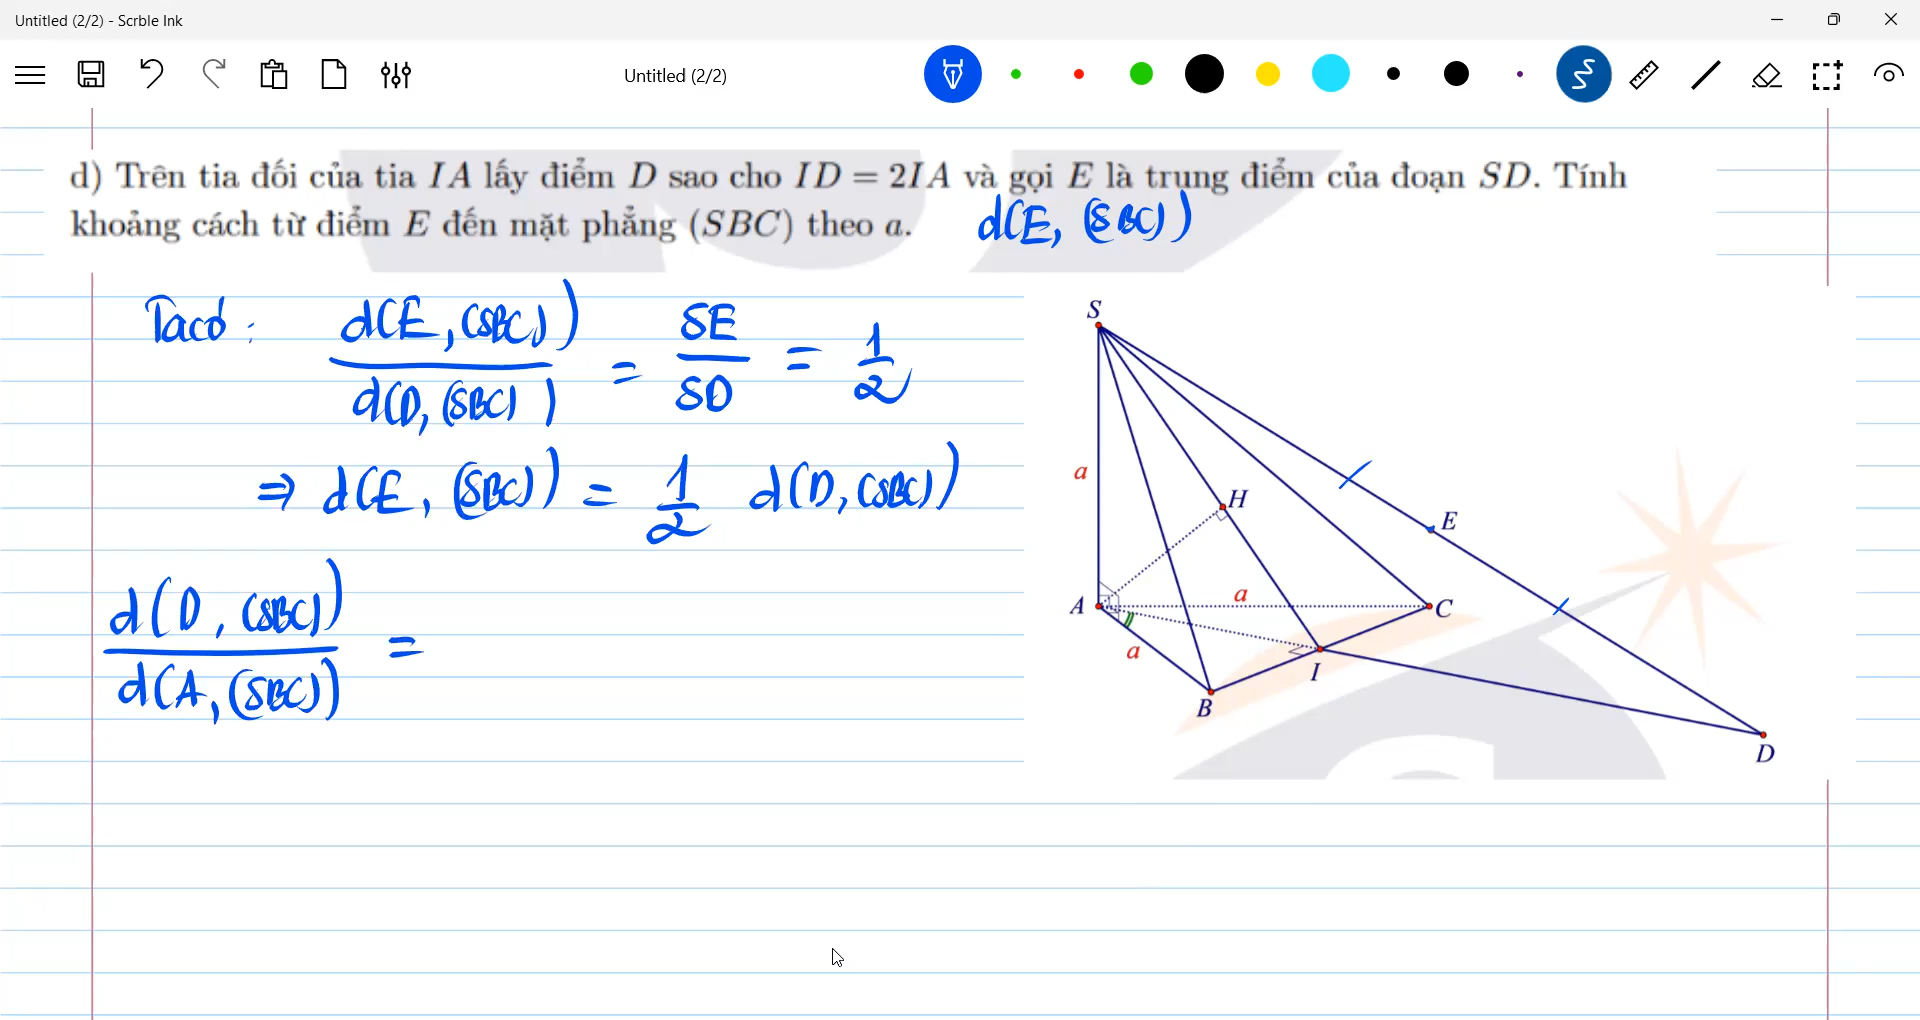 Untitled (2/2) - Scrble Ink
Untitled (2/2)
d) Trên tia đối của tia IA lấy điểm D sao cho ID = 2IA và gọi E là trung điểm của đoạn SD. Tính
khoảng cách từ điểm E đến mặt phẳng (SBC) theo a. d(E, (SBC))
Ta có : d(E, (SBC)) / d(D, (SBC)) = SE / SD = 1/2
⇒ d(E, (SBC)) = 1/2 d(D, (SBC))
d(D, (SBC)) / d(A, (SBC)) =
S
a
H
E
A
a
C
a
I
B
D